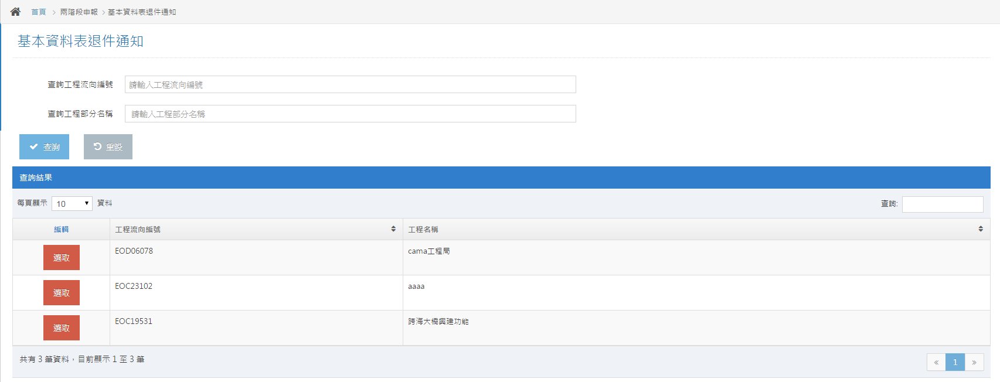 首頁 > 兩階段申報 > 基本資料表退件通知
基本資料表退件通知
查詢工程流向編號 請輸入工程流向編號
查詢工程部分名稱 請輸入工程部分名稱
查詢 重設
查詢結果
每頁顯示 10 資料 查詢:
編輯 工程流向編號 工程名稱
選取 EOD06078 cama工程局
選取 EOC23102 aaaa
選取 EOC19531 跨海大橋興建功能
共有 3 筆資料，目前顯示 1 至 3 筆 « 1 »